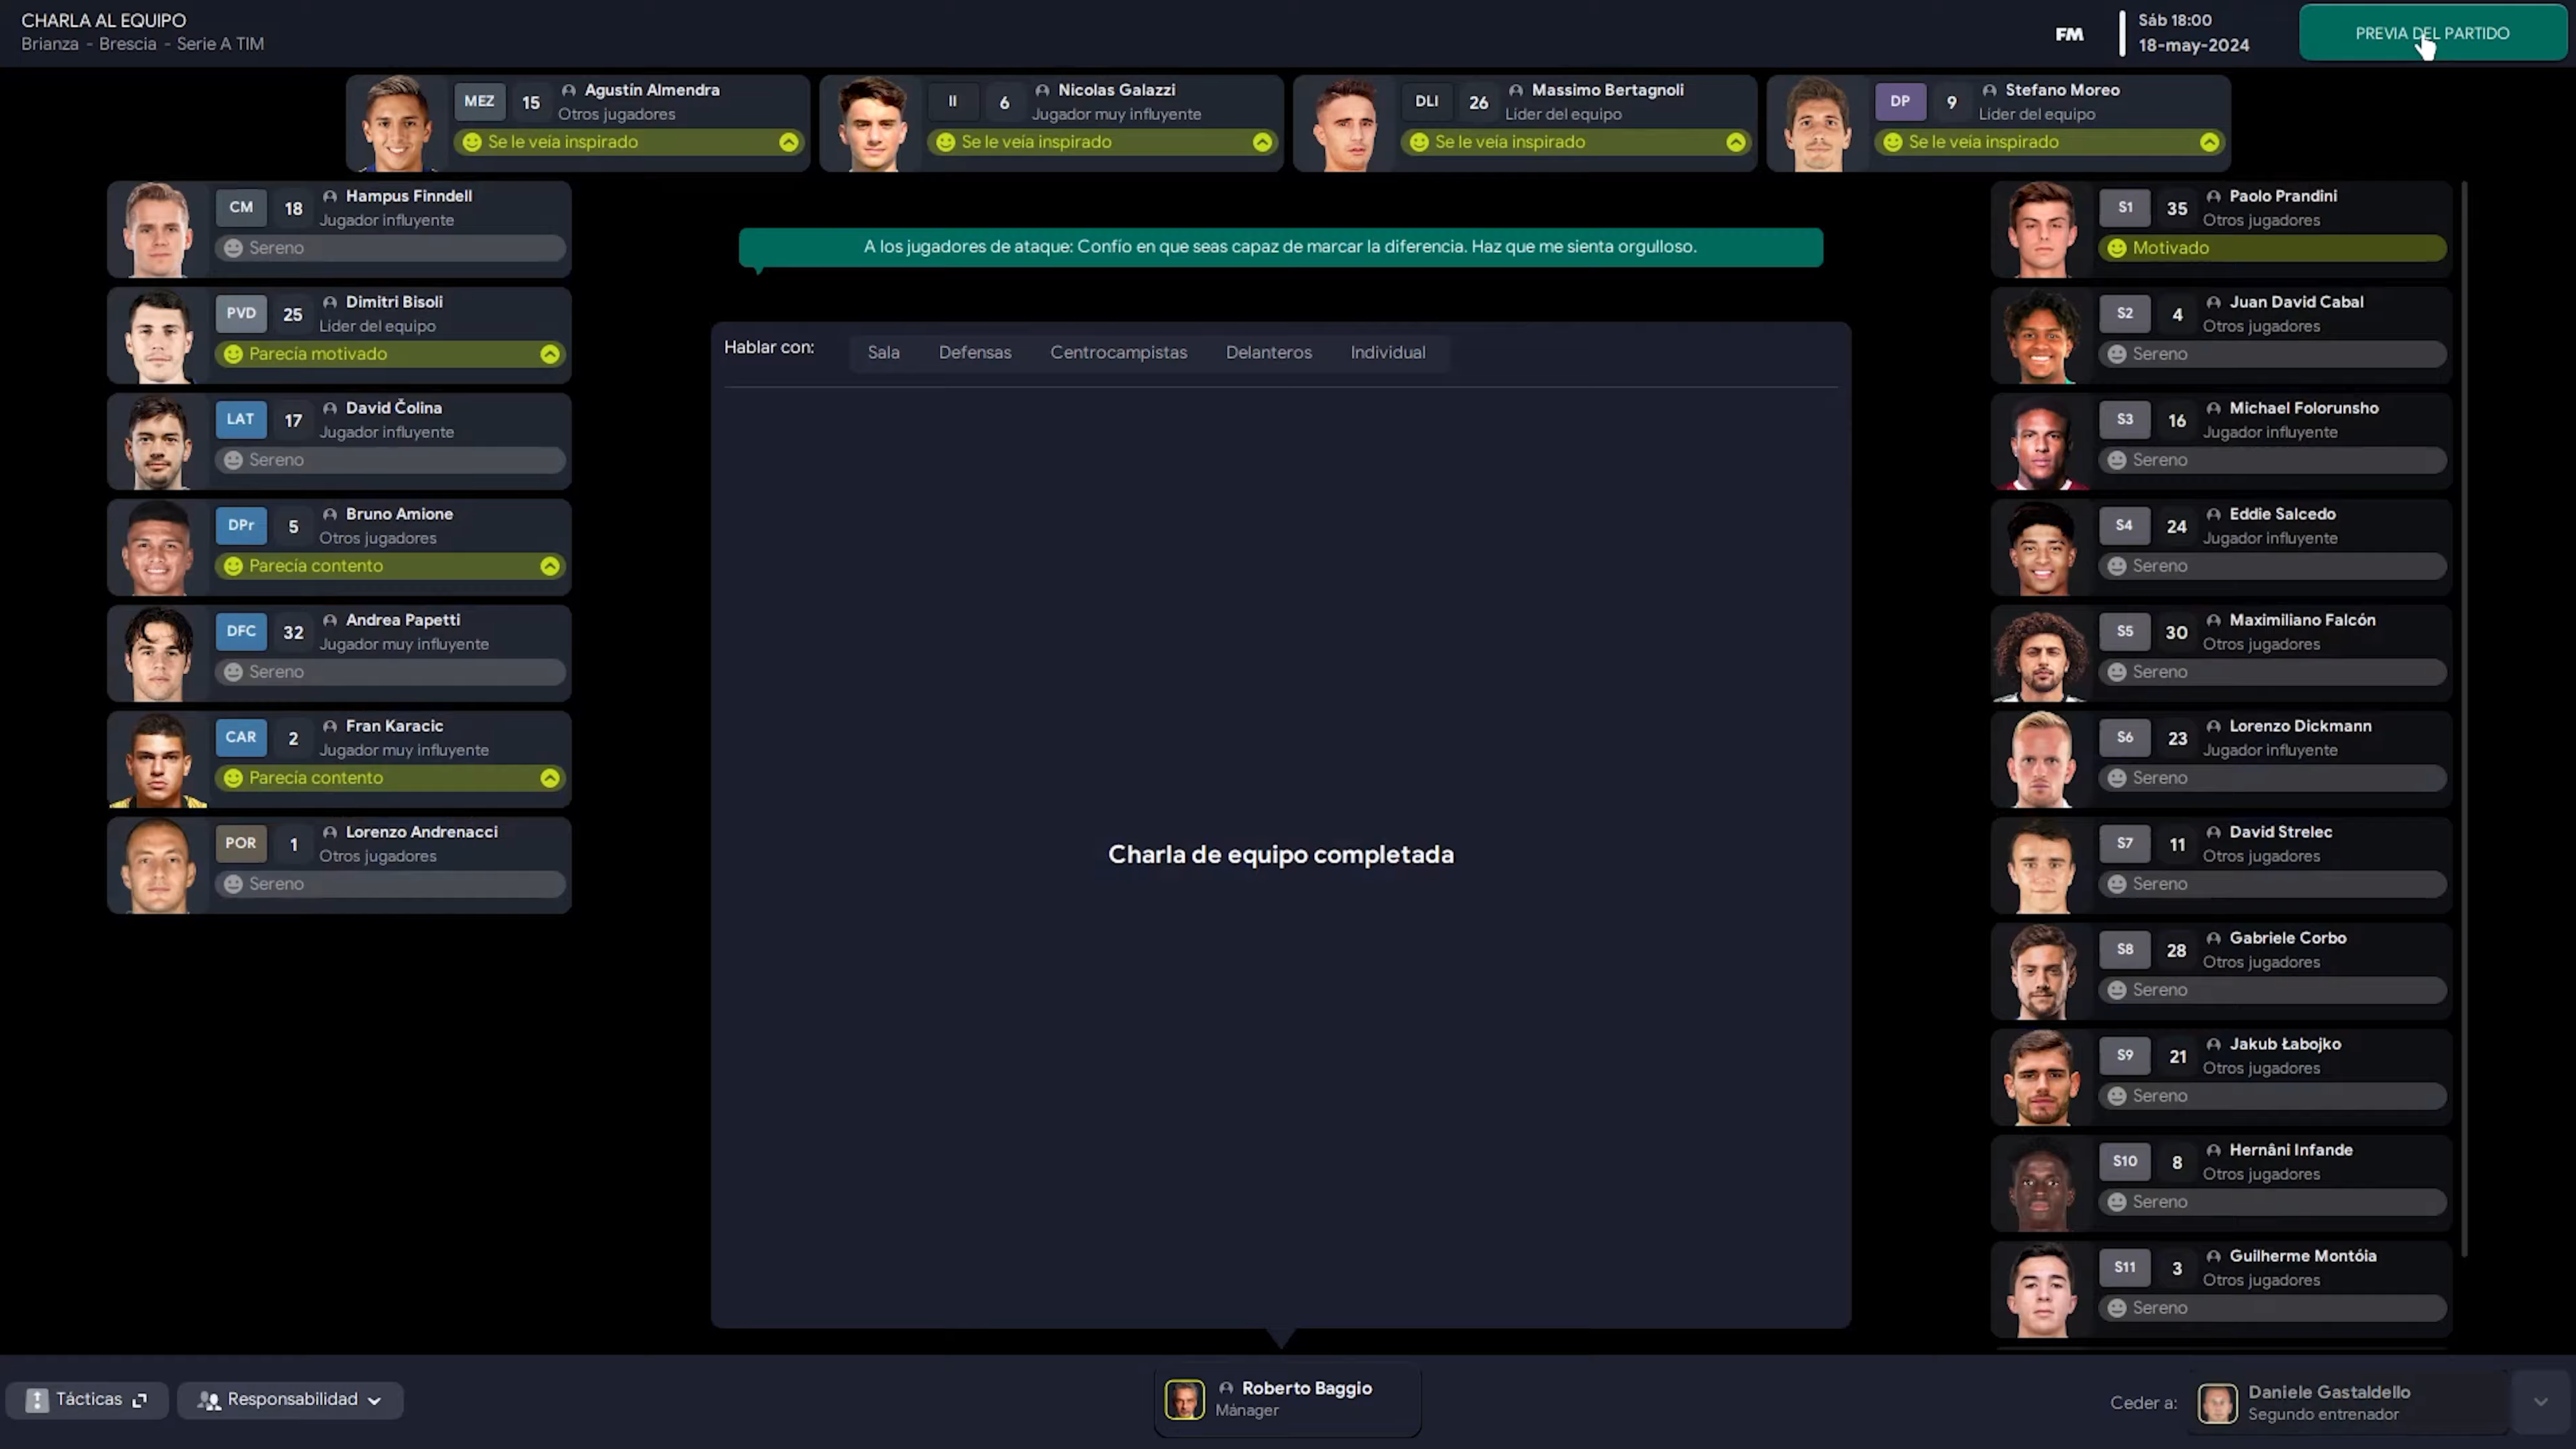 CHARLA AL EQUIPO
Brianza - Brescia - Serie A TIM
FM
Sáb 18:00
18-may-2024
PREVIA DEL PARTIDO
MEZ 15 Agustín Almendra
Otros jugadores
Se le veía inspirado
II 6 Nicolas Galazzi
Jugador muy influyente
Se le veía inspirado
DLI 26 Massimo Bertagnoli
Líder del equipo
Se le veía inspirado
DP 9 Stefano Moreo
Líder del equipo
Se le veía inspirado
CM 18 Hampus Finndell
Jugador influyente
Sereno
PVD 25 Dimitri Bisoli
Líder del equipo
Parecía motivado
LAT 17 David Čolina
Jugador influyente
Sereno
DPr 5 Bruno Amione
Otros jugadores
Parecía contento
DFC 32 Andrea Papetti
Jugador muy influyente
Sereno
CAR 2 Fran Karacic
Jugador muy influyente
Parecía contento
POR 1 Lorenzo Andrenacci
Otros jugadores
Sereno
A los jugadores de ataque: Confío en que seas capaz de marcar la diferencia. Haz que me sienta orgulloso.
Hablar con: Sala Defensas Centrocampistas Delanteros Individual
Charla de equipo completada
S1 35 Paolo Prandini
Otros jugadores
Motivado
S2 4 Juan David Cabal
Otros jugadores
Sereno
S3 16 Michael Folorunsho
Jugador influyente
Sereno
S4 24 Eddie Salcedo
Jugador influyente
Sereno
S5 30 Maximiliano Falcón
Otros jugadores
Sereno
S6 23 Lorenzo Dickmann
Jugador influyente
Sereno
S7 11 David Strelec
Otros jugadores
Sereno
S8 28 Gabriele Corbo
Otros jugadores
Sereno
S9 21 Jakub Łabojko
Otros jugadores
Sereno
S10 8 Hernâni Infande
Otros jugadores
Sereno
S11 3 Guilherme Montóia
Otros jugadores
Sereno
Tácticas
Responsabilidad
Roberto Baggio
Mánager
Ceder a:
Daniele Gastaldello
Segundo entrenador